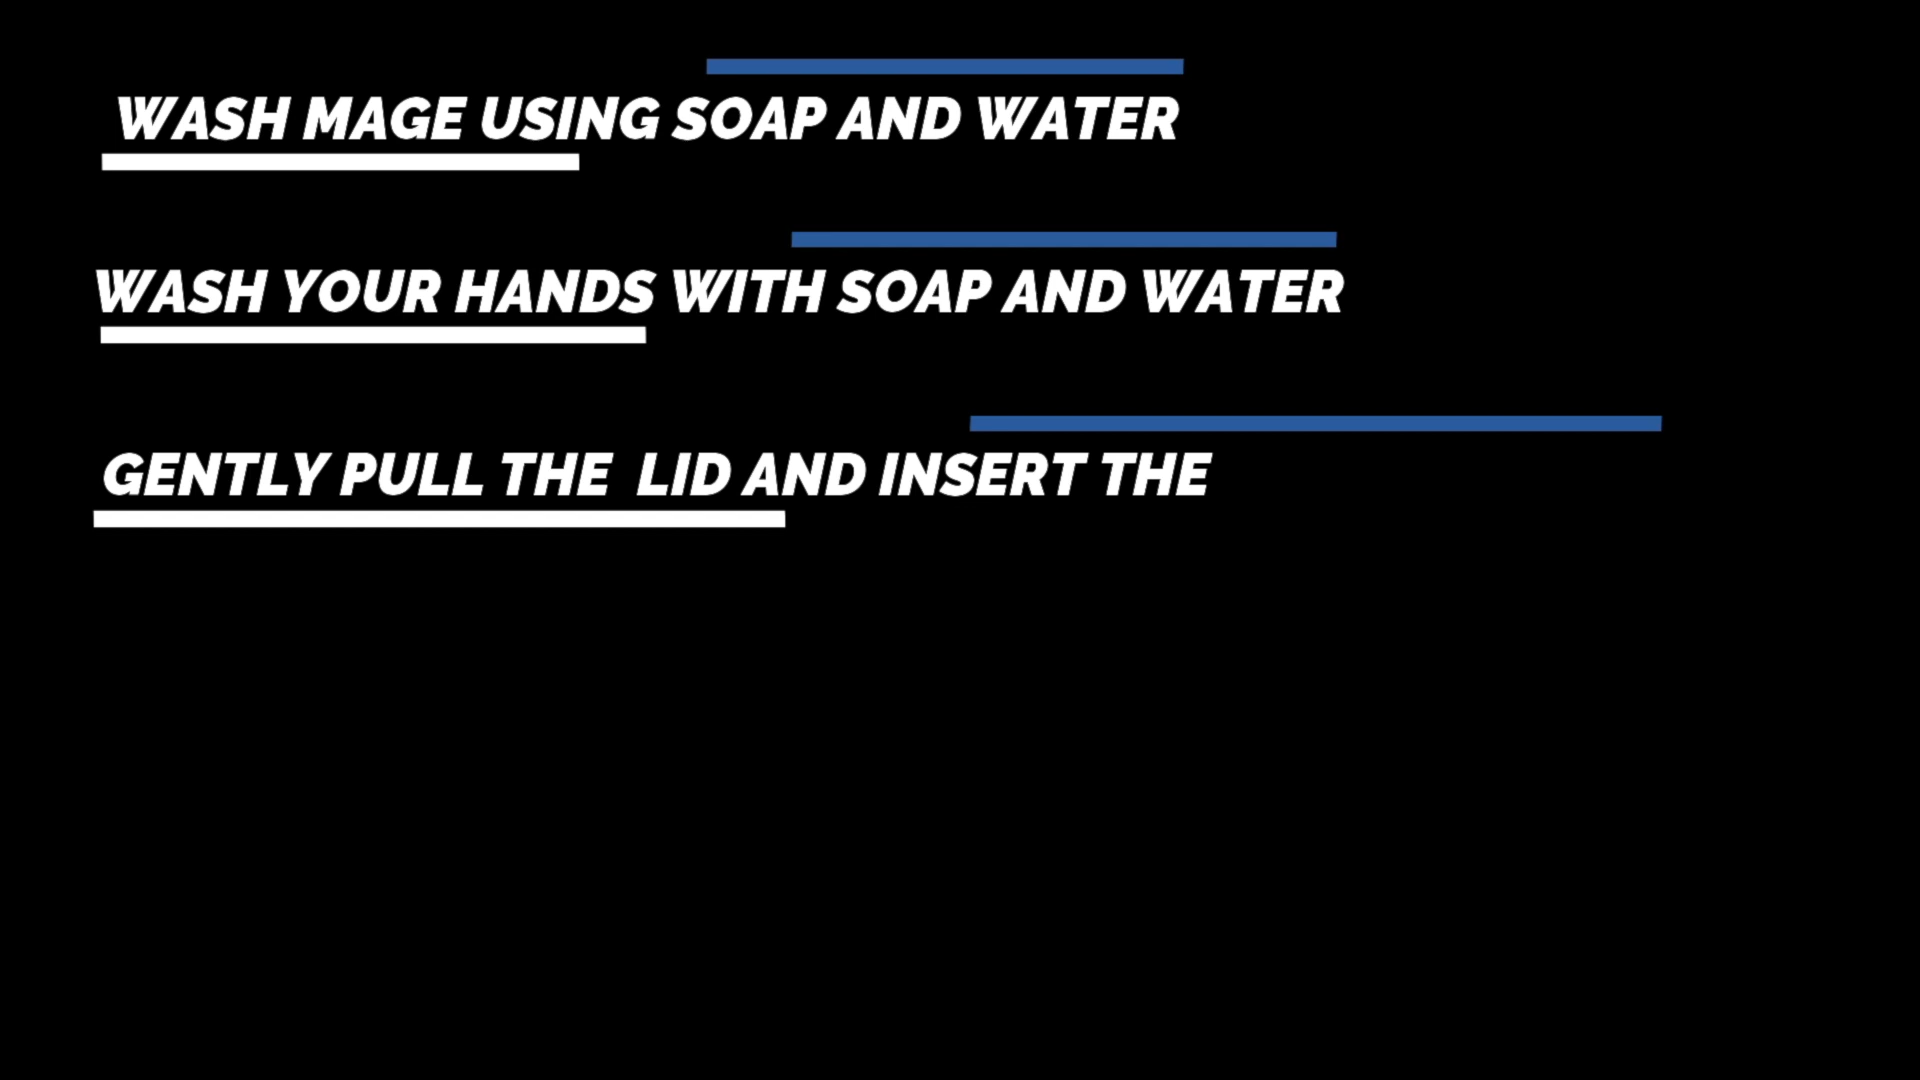 WASH MAGE USING SOAP AND WATER
WASH YOUR HANDS WITH SOAP AND WATER
GENTLY PULL THE LID AND INSERT THE